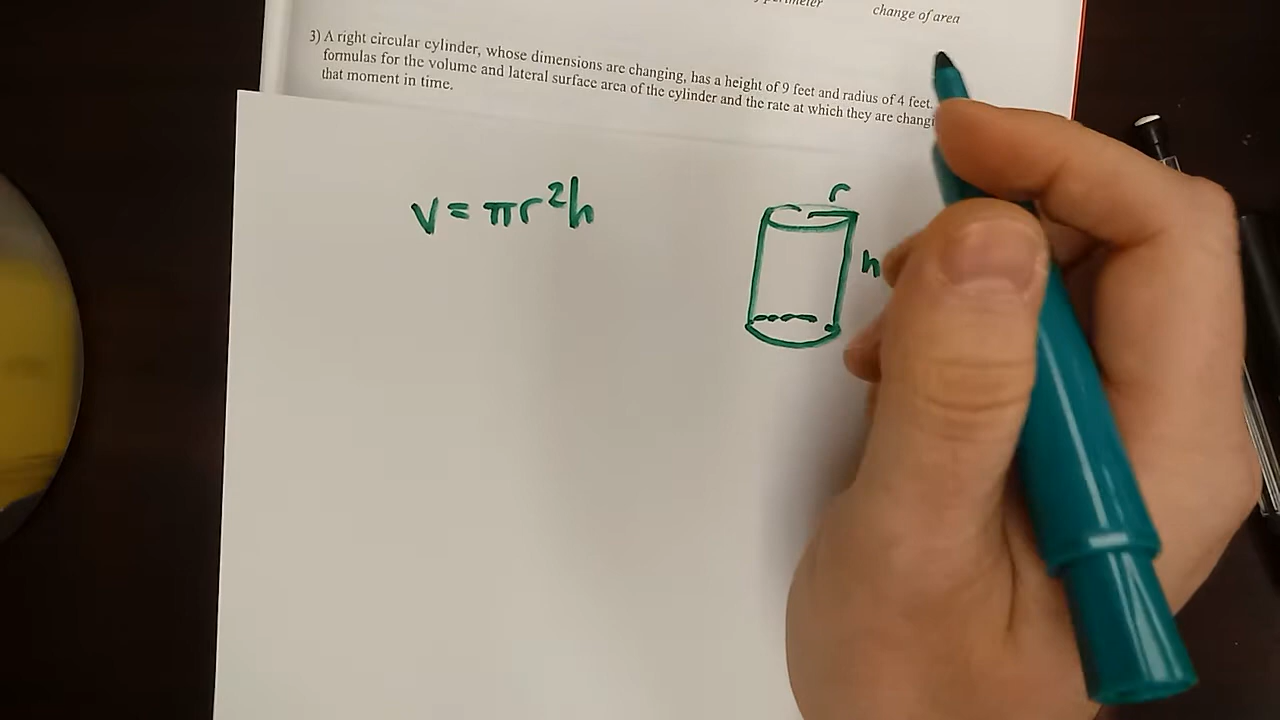 perimeter
change of area
3) A right circular cylinder, whose dimensions are changing, has a height of 9 feet and radius of 4 feet.
formulas for the volume and lateral surface area of the cylinder and the rate at which they are
that moment in time.
r
V = πr²h
h